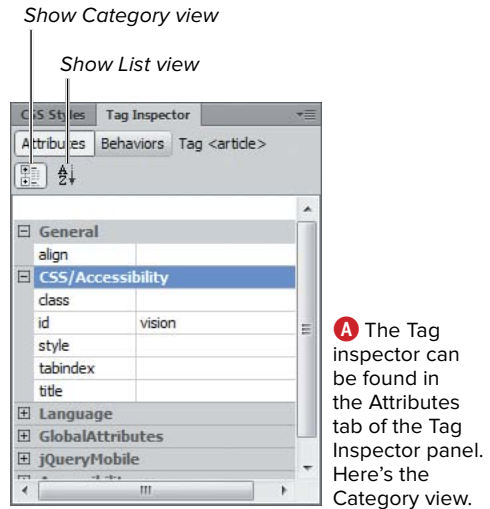 Show Category view
Show List view
CSS Styles Tag Inspector
Attributes Behaviors Tag <article>
A
Z
General
align
CSS/Accessibility
class
id vision
style
tabindex
title
Language
GlobalAttributes
jQueryMobile
A The Tag
inspector can
be found in
the Attributes
tab of the Tag
Inspector panel.
Here’s the
Category view.